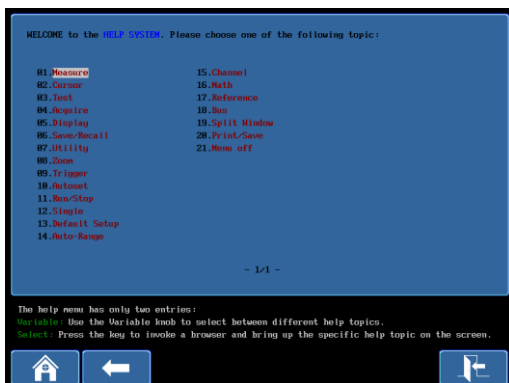 WELCOME to the HELP SYSTEM. Please choose one of the following topic:
01.Measure
02.Cursor
03.Test
04.Acquire
05.Display
06.Save/Recall
07.Utility
08.Zoom
09.Trigger
10.Autoset
11.Run/Stop
12.Single
13.Default Setup
14.Auto-Range
15.Channel
16.Math
17.Reference
18.Bus
19.Split Window
20.Print/Save
21.Menu off
- 1/1 -
The help menu has only two entries:
Variable: Use the Variable knob to select between different help topics.
Select: Press the key to invoke a browser and bring up the specific help topic on the screen.